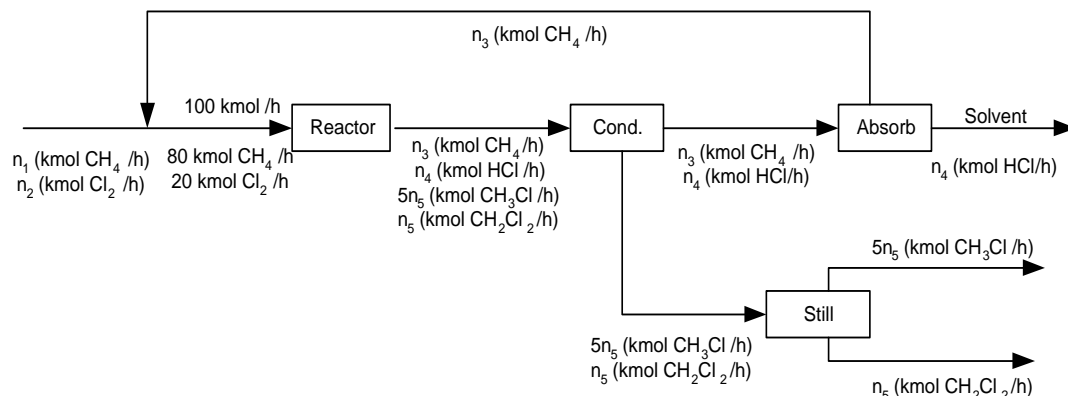 n₃ (kmol CH₄ /h)
100 kmol /h
Reactor
Cond.
Absorb
Solvent
n₁ (kmol CH₄ /h)
n₂ (kmol Cl₂ /h)
80 kmol CH₄ /h
20 kmol Cl₂ /h
n₃ (kmol CH₄/h)
n₄ (kmol HCl/h)
5n₅ (kmol CH₃Cl /h)
n₅ (kmol CH₂Cl₂ /h)
n₃ (kmol CH₄ /h)
n₄ (kmol HCl/h)
n₄ (kmol HCl/h)
5n₅ (kmol CH₃Cl /h)
Still
5n₅ (kmol CH₃Cl /h)
n₅ (kmol CH₂Cl₂ /h)
n₅ (kmol CH₂Cl₂/h)